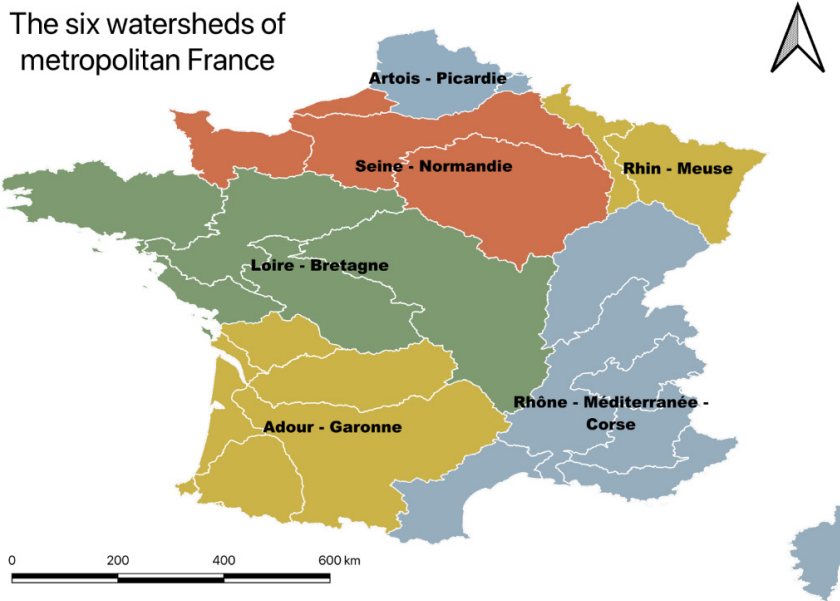 The six watersheds of
metropolitan France
Artois - Picardie
Seine - Normandie
Rhin - Meuse
Loire - Bretagne
Rhône - Méditerranée -
Corse
Adour - Garonne
0 200 400 600 km